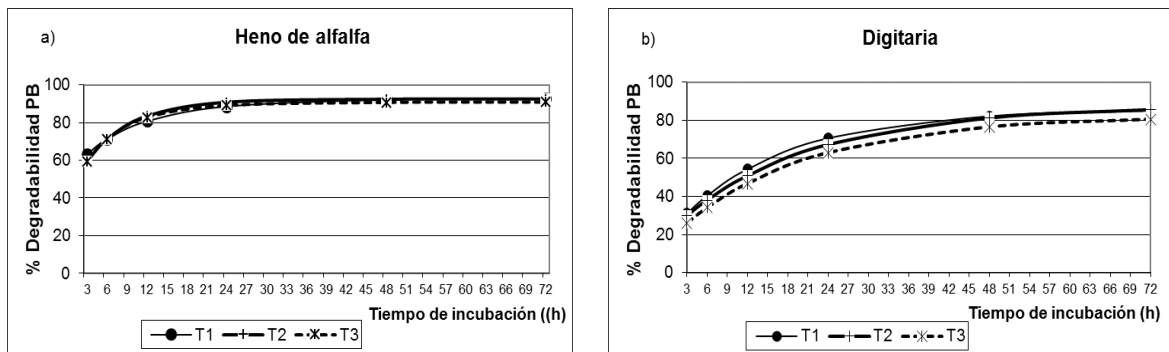 a)
Heno de alfalfa
% Degradabilidad PB
100
80
60
40
20
0
3 6 9 12 15 18 21 24 27 30 33 36 39 42 45 48 51 54 57 60 63 66 69 72
Tiempo de incubación ((h)
T1 T2 T3
b)
Digitaria
% Degradabilidad PB
100
80
60
40
20
0
3 6 9 12 15 18 21 24 27 30 33 36 39 42 45 48 51 54 57 60 63 66 69 72
Tiempo de incubación (h)
T1 T2 T3